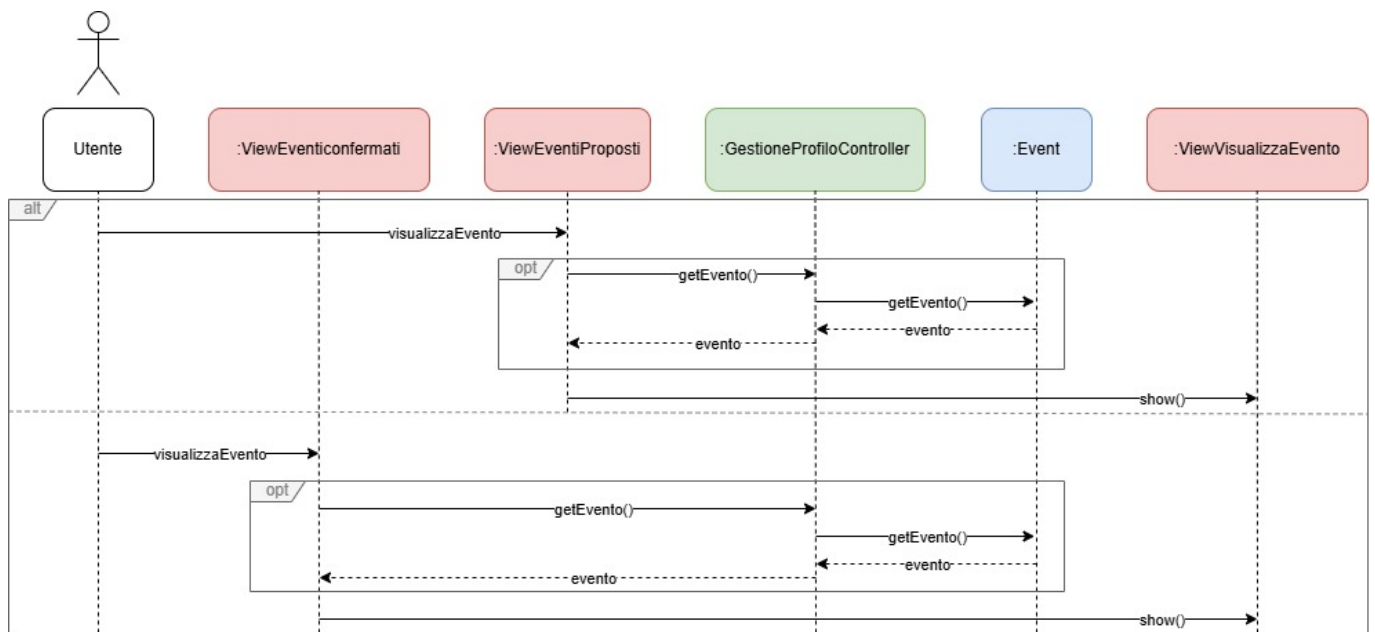 Utente
:ViewEventiconfermati
:ViewEventiProposti
:GestioneProfiloController
:Event
:ViewVisualizzaEvento
alt
visualizzaEvento
opt
getEvento()
getEvento()
evento
evento
show()
visualizzaEvento
opt
getEvento()
getEvento()
evento
evento
show()